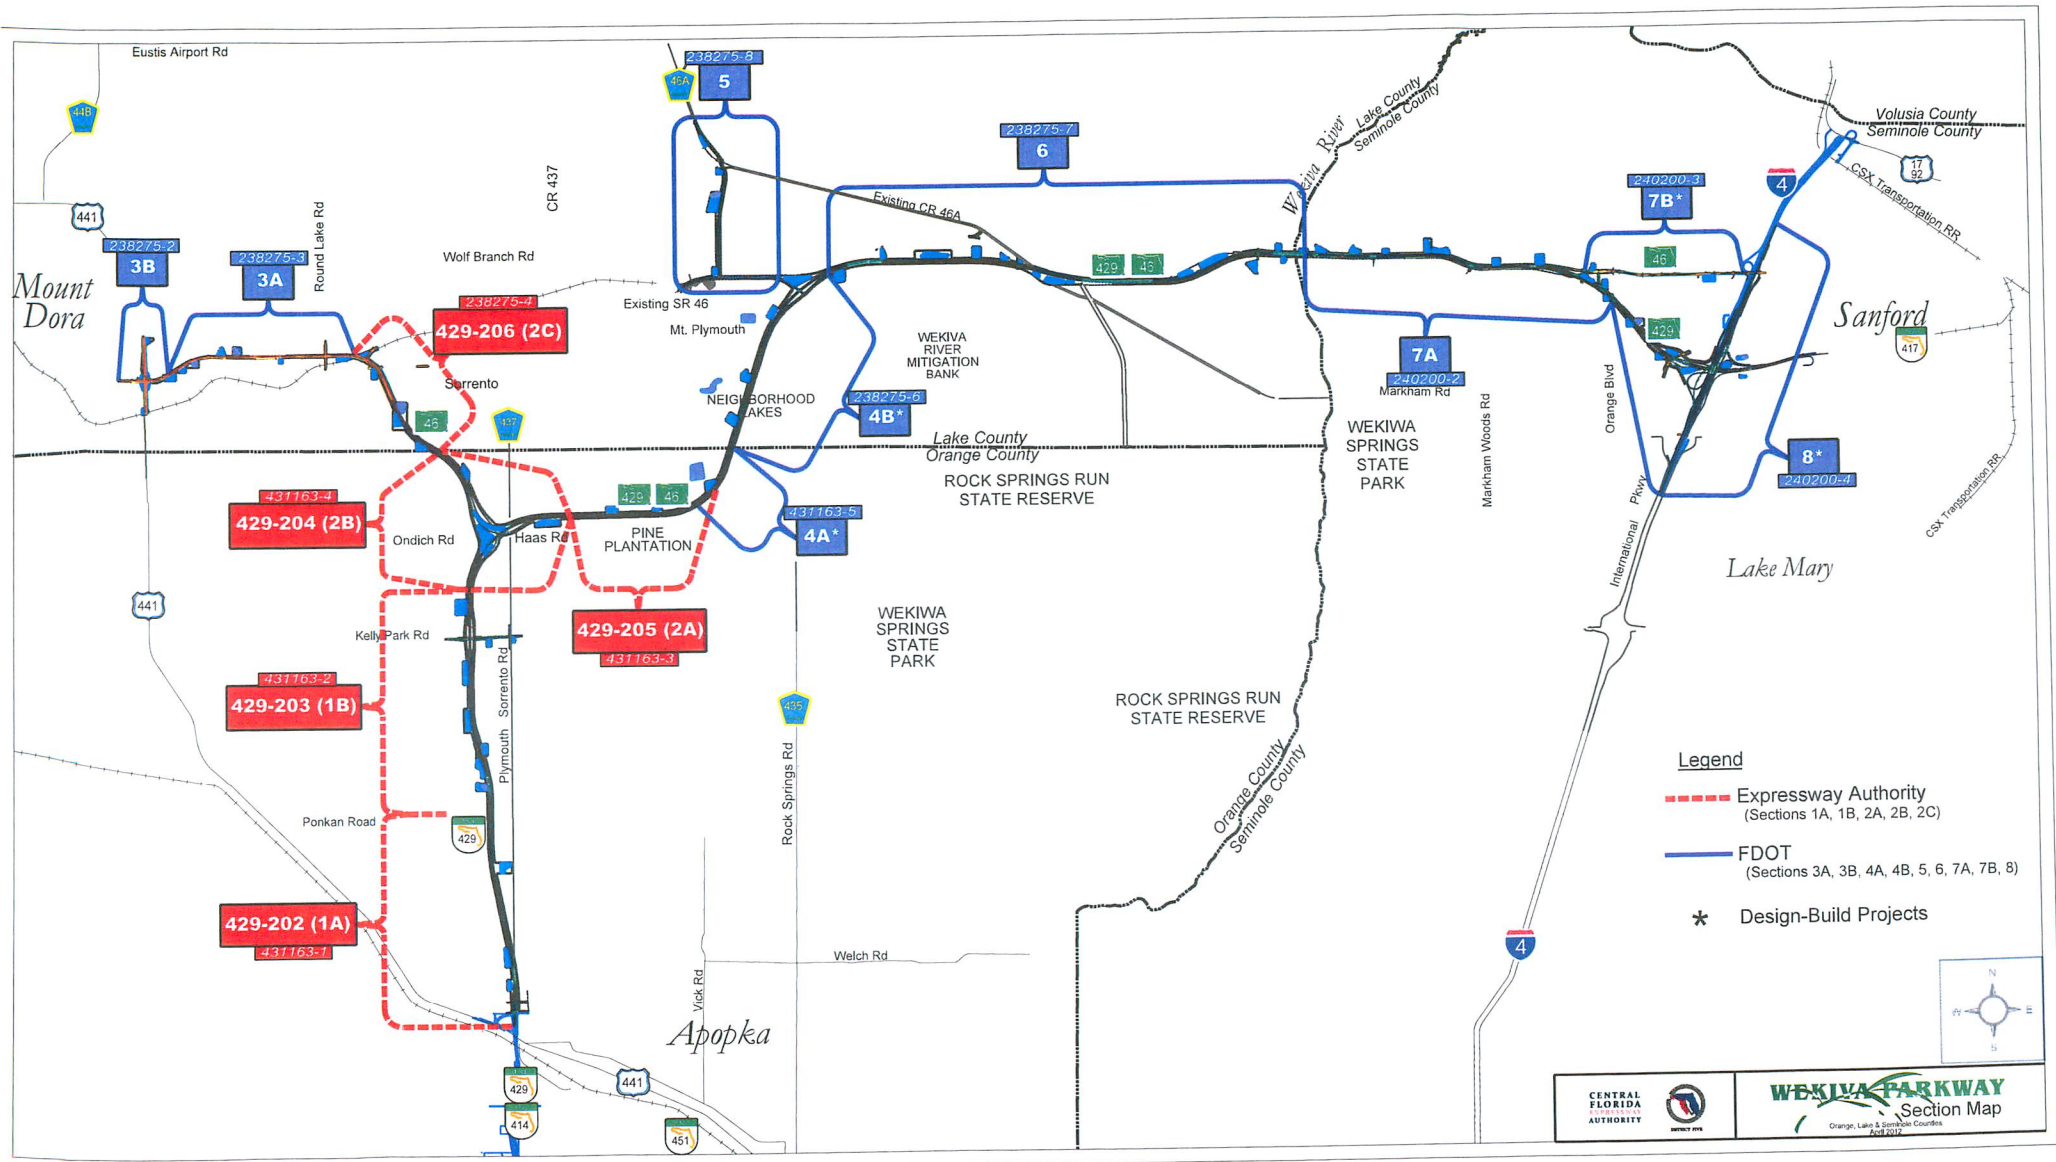 Eustis Airport Rd
44B
441
Mount
Dora
238275-2
3B
238275-3
3A
Round Lake Rd
CR 437
Wolf Branch Rd
238275-4
429-206 (2C)
Sorrento
46
437
46A
238275-8
5
Existing SR 46
Mt. Plymouth
NEIGHBORHOOD
LAKES
238275-7
6
Existing CR 46A
WEKIVA
RIVER
MITIGATION
BANK
429
46
238275-6
4B*
Lake County
Orange County
ROCK SPRINGS RUN
STATE RESERVE
Wekiva River
Lake County
Seminole County
7A
240200-2
Markham Rd
Markham Woods Rd
WEKIWA
SPRINGS
STATE
PARK
240200-3
7B*
46
429
4
Volusia County
Seminole County
17
92
CSX Transportation RR
Sanford
417
Orange Blvd
8*
240200-4
CSX Transportation RR
International Pkwy
Lake Mary
431163-4
429-204 (2B)
Ondich Rd
Haas Rd
429
46
PINE
PLANTATION
431163-5
4A*
441
Kelly Park Rd
429-205 (2A)
431163-3
WEKIWA
SPRINGS
STATE
PARK
431163-2
429-203 (1B)
Plymouth Sorrento Rd
435
Rock Springs Rd
ROCK SPRINGS RUN
STATE RESERVE
Orange County
Seminole County
Ponkan Road
429
429-202 (1A)
431163-1
Welch Rd
Vick Rd
Apopka
429
414
441
451
4
Legend
Expressway Authority
(Sections 1A, 1B, 2A, 2B, 2C)
FDOT
(Sections 3A, 3B, 4A, 4B, 5, 6, 7A, 7B, 8)
* Design-Build Projects
N
W
E
S
CENTRAL
FLORIDA
EXPRESSWAY
AUTHORITY
DISTRICT FIVE
WEKIVA PARKWAY
Section Map
Orange, Lake & Seminole Counties
April 2012